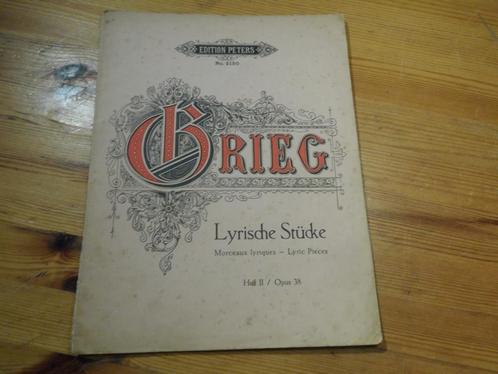 EDITION PETERS
No. 2150
GRIEG
Lyrische Stücke
Morceaux lyriques – Lyric Pieces
Heft II / Opus 38